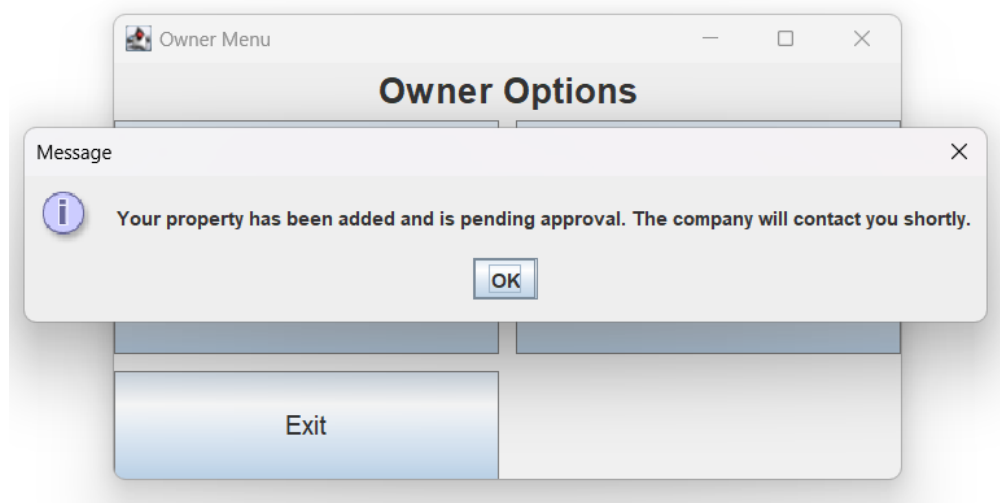 Owner Menu
Owner Options
Message
Your property has been added and is pending approval. The company will contact you shortly.
OK
Exit